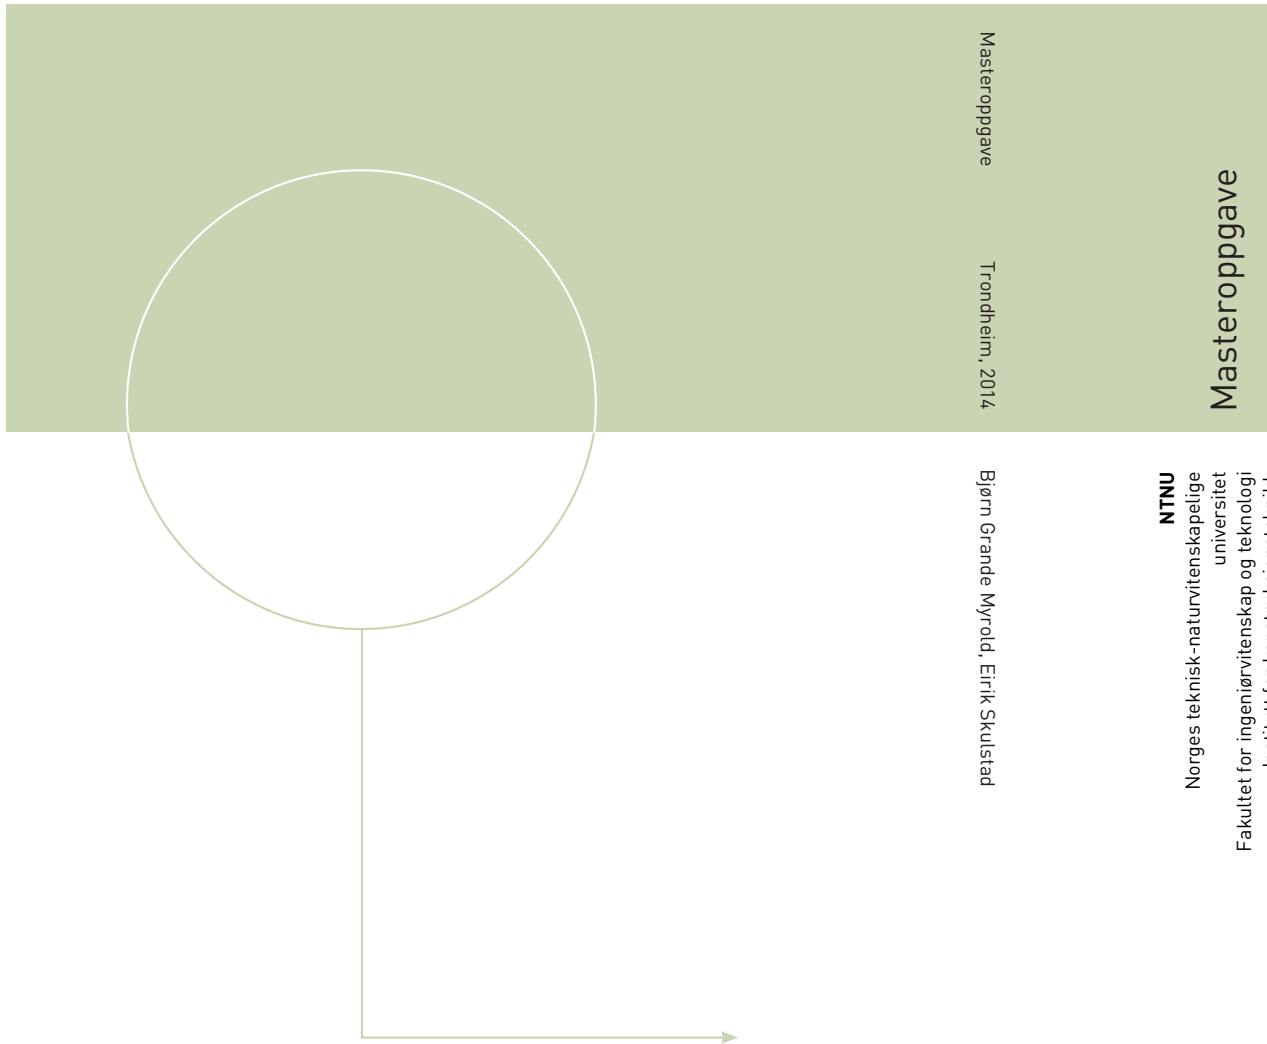 Masteroppgave
Trondheim, 2014
Bjørn Grande Myrold, Eirik Skulstad
Masteroppgave
NTNU
Norges teknisk-naturvitenskapelige
universitet
Fakultet for ingeniørvitenskap og teknologi